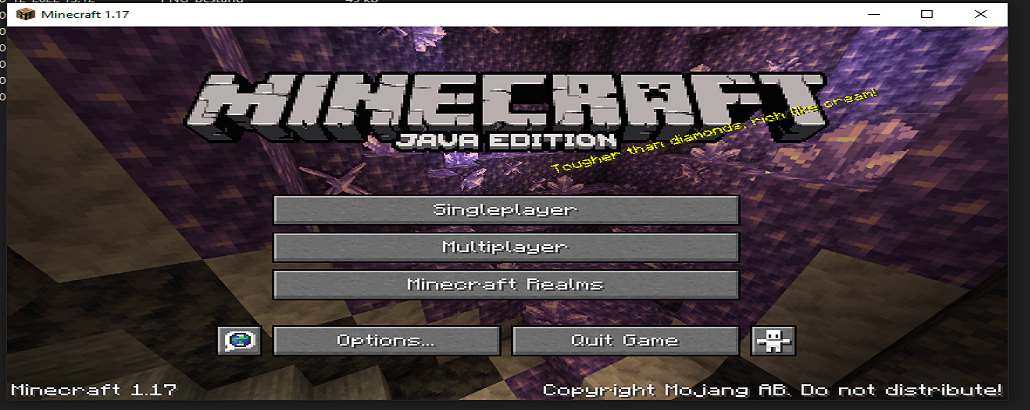 Minecraft 1.17
MINECRAFT
JAVA EDITION
Tougher than diamonds, rich like cream!
Singleplayer
Multiplayer
Minecraft Realms
Options...
Quit Game
Minecraft 1.17
Copyright Mojang AB. Do not distribute!